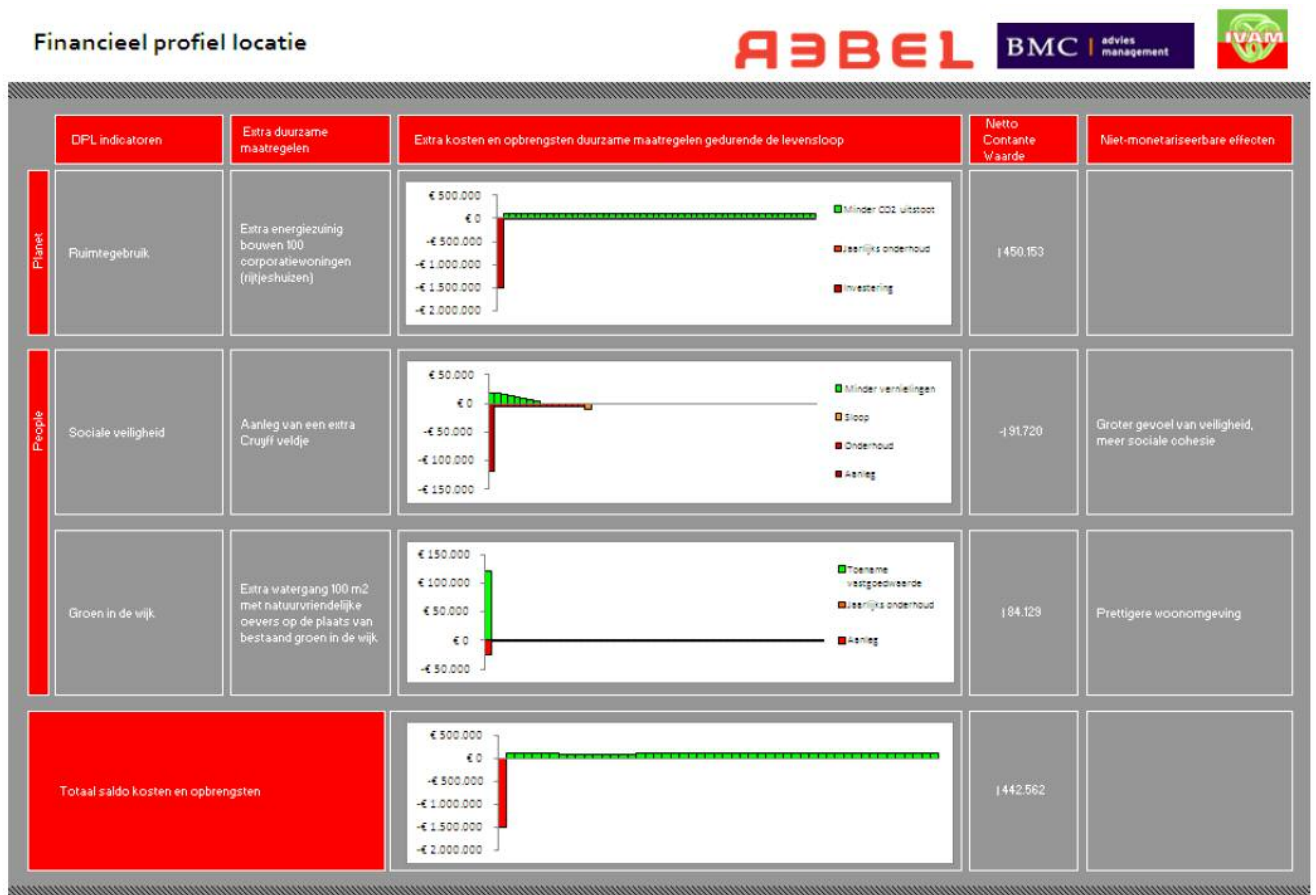 Financieel profiel locatie
REBEL
BMC | advies management
IVAM
DPL indicatoren
Extra duurzame
maatregelen
Extra kosten en opbrengsten duurzame maatregelen gedurende de levensloop
Netto
Contante
Waarde
Niet-monetariseerbare effecten
Planet
Ruimtegebruik
Extra energiezuinig
bouwen 100
corporatiewoningen
(rijtjeshuizen)
€ 500.000
€ 0
-€ 500.000
-€ 1.000.000
-€ 1.500.000
-€ 2.000.000
Minder CO2 uitstoot
Jaarlijks onderhoud
Investering
| 450.153
People
Sociale veiligheid
Aanleg van een extra
Cruyff veldje
€ 50.000
€ 0
-€ 50.000
-€ 100.000
-€ 150.000
Minder vernielingen
Sloop
Onderhoud
Aanleg
-| 91.720
Groter gevoel van veiligheid,
meer sociale cohesie
Groen in de wijk
Extra watergang 100 m2
met natuurvriendelijke
oevers op de plaats van
bestaand groen in de wijk
€ 150.000
€ 100.000
€ 50.000
€ 0
-€ 50.000
Toename
vastgoedwaarde
Jaarlijks onderhoud
Aanleg
| 84.129
Prettigere woonomgeving
Totaal saldo kosten en opbrengsten
€ 500.000
€ 0
-€ 500.000
-€ 1.000.000
-€ 1.500.000
-€ 2.000.000
| 442.562